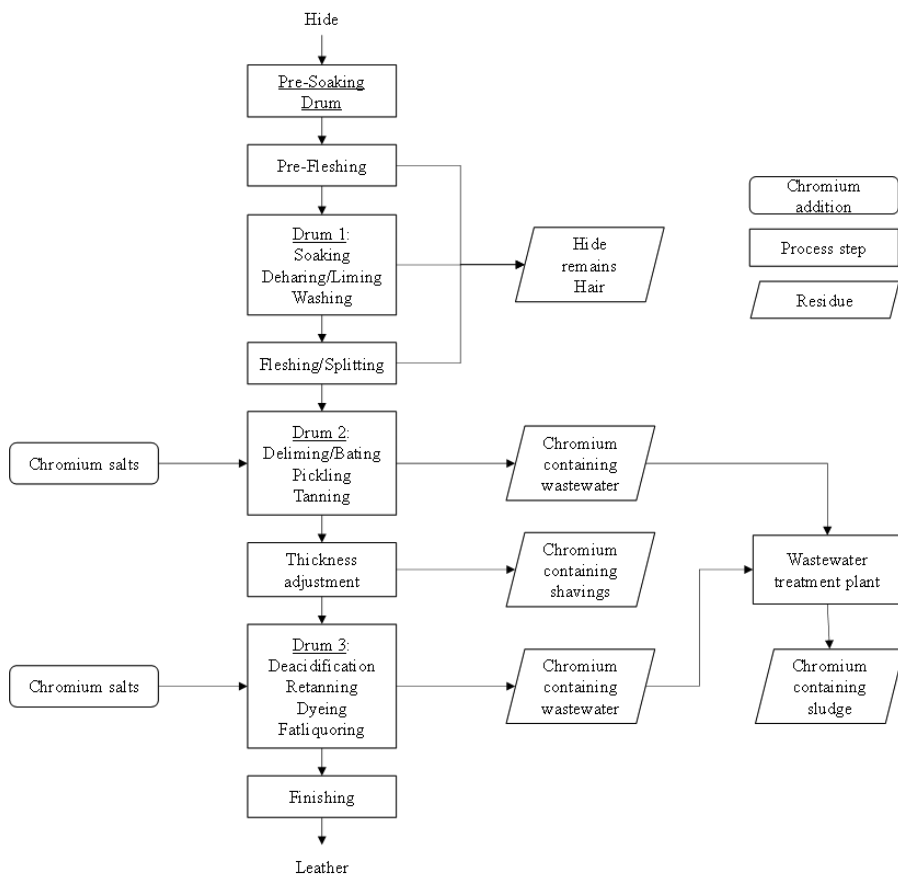 Hide
Pre-Soaking
Drum
Pre-Fleshing
Drum 1:
Soaking
Deharing/Liming
Washing
Hide
remains
Hair
Chromium
addition
Process step
Residue
Fleshing/Splitting
Chromium salts
Drum 2:
Deliming/Bating
Pickling
Tanning
Chromium
containing
wastewater
Thickness
adjustment
Chromium
containing
shavings
Wastewater
treatment plant
Chromium salts
Drum 3:
Deacidification
Retanning
Dyeing
Fatliquoring
Chromium
containing
wastewater
Chromium
containing
sludge
Finishing
Leather